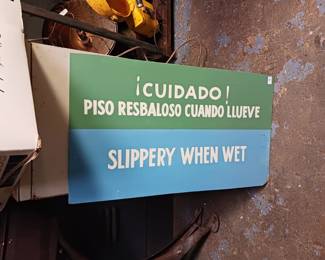 ¡CUIDADO!
PISO RESBALOSO CUANDO LLUEVE
SLIPPERY WHEN WET